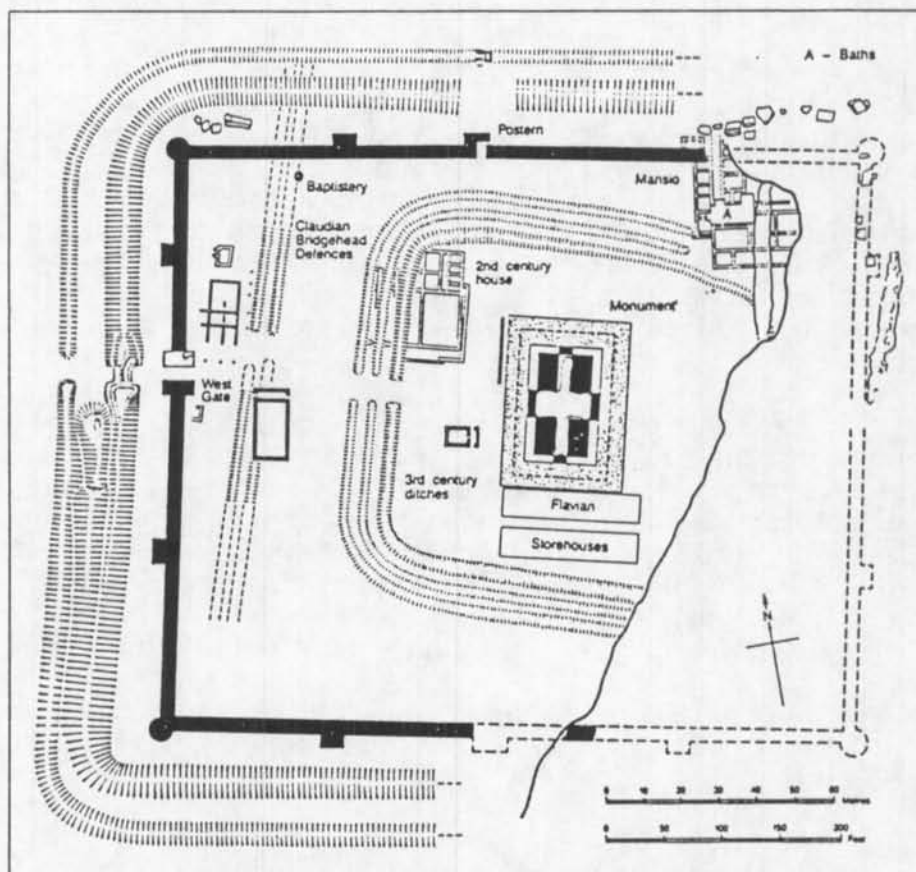 A - Baths
Postern
Mansio
A
Baptistery
Claudian
Bridgehead
Defences
2nd century
house
Monument
West
Gate
3rd century
ditches
Flavian
Storehouses
N
0 10 20 30 40 50 60
Metres
0 50 100 150 200
Feet